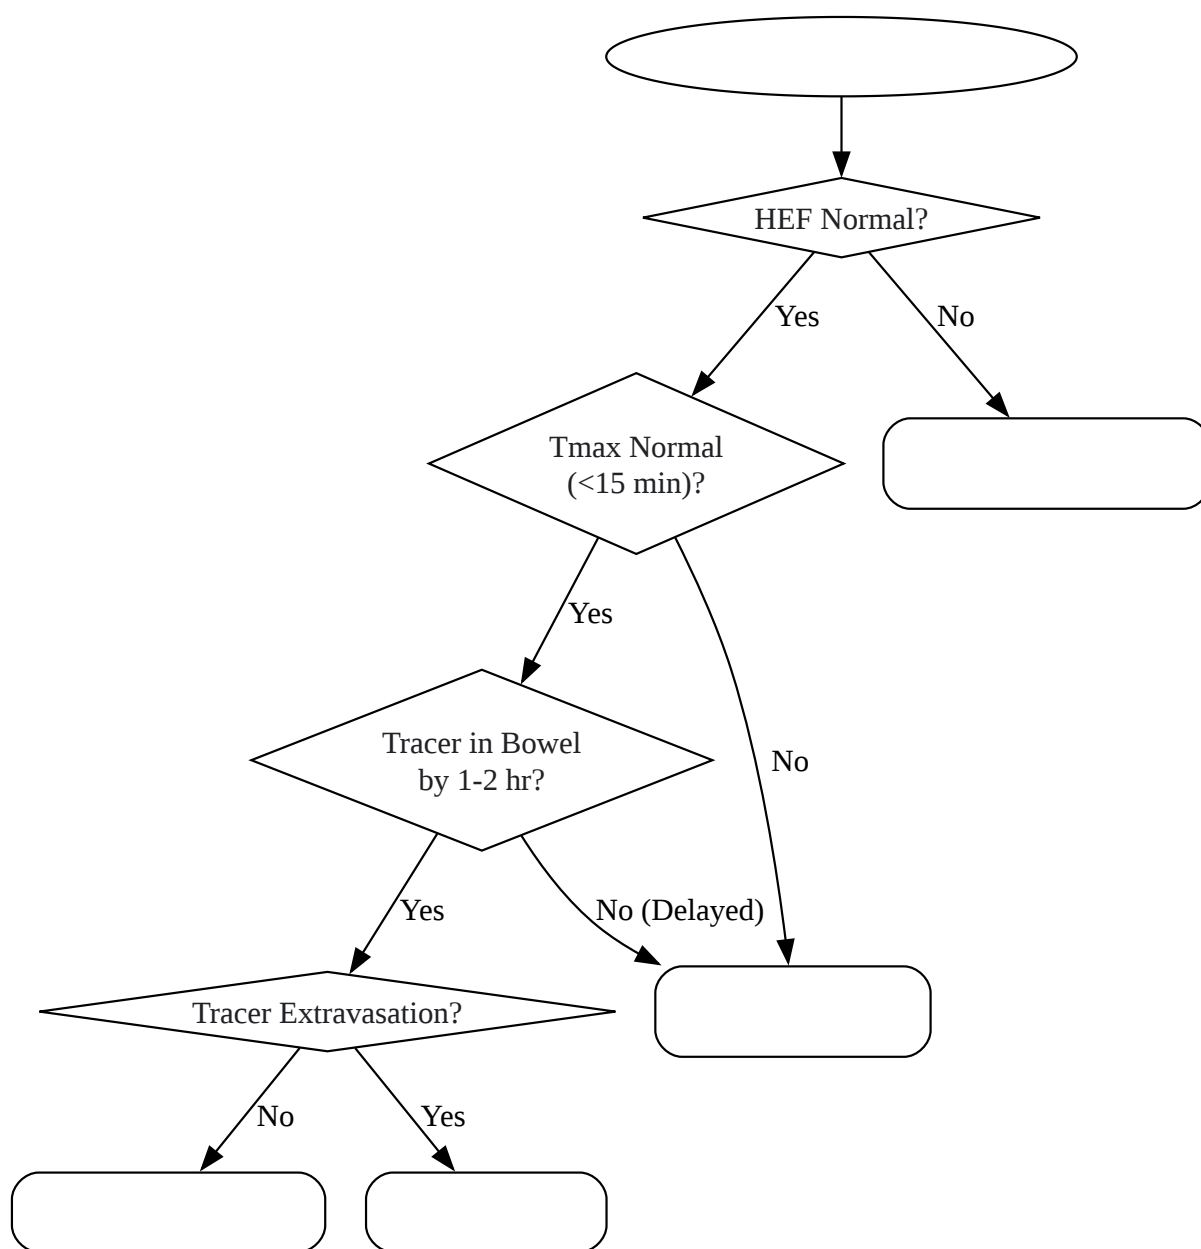 HEF Normal?
Yes
No
Tmax Normal
(<15 min)?
Yes
No
Tracer in Bowel
by 1-2 hr?
Yes
No (Delayed)
Tracer Extravasation?
No
Yes